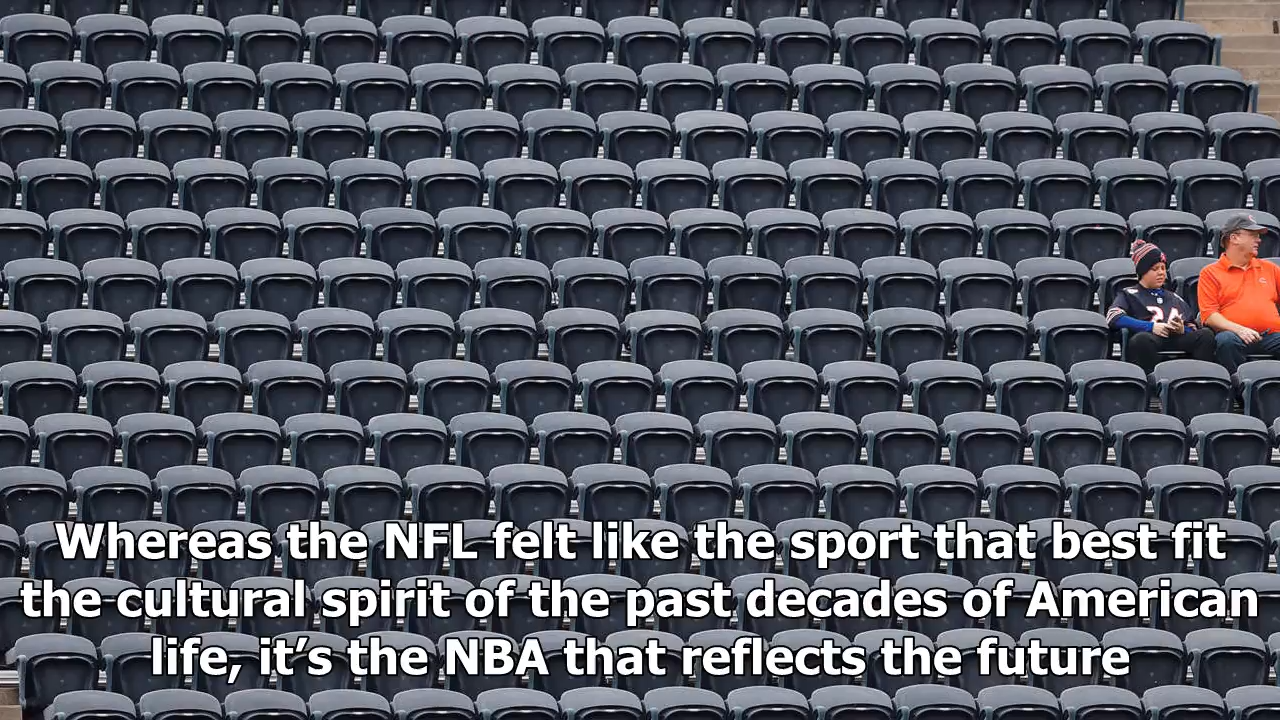 Whereas the NFL felt like the sport that best fit
the cultural spirit of the past decades of American
life, it’s the NBA that reflects the future